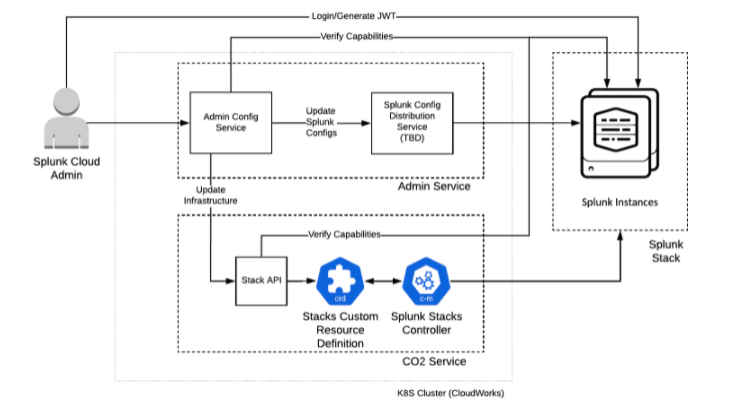 Login/Generate JWT
Verify Capabilities
Admin Config
Service
Update
Splunk
Configs
Splunk Config
Distribution
Service
(TBD)
Splunk Cloud
Admin
Admin Service
Update
Infrastructure
Splunk Instances
Splunk
Stack
Verify Capabilities
Stack API
crd
c-m
Stacks Custom
Resource
Definition
Splunk Stacks
Controller
CO2 Service
K8S Cluster (CloudWorks)